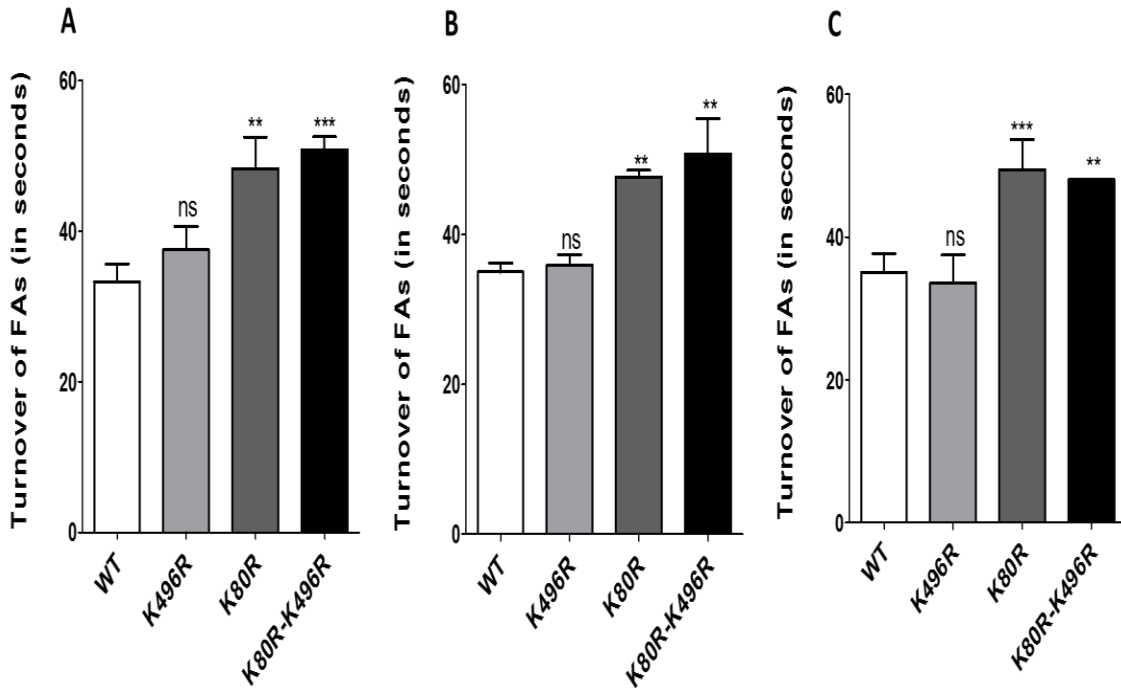 A
Turnover of FAs (in seconds)
60
40
20
0
ns
**
***
WT
K496R
K80R
K80R-K496R
B
Turnover of FAs (in seconds)
60
40
20
0
ns
**
**
WT
K496R
K80R
K80R-K496R
C
Turnover of FAs (in seconds)
60
40
20
0
ns
***
**
WT
K496R
K80R
K80R-K496R